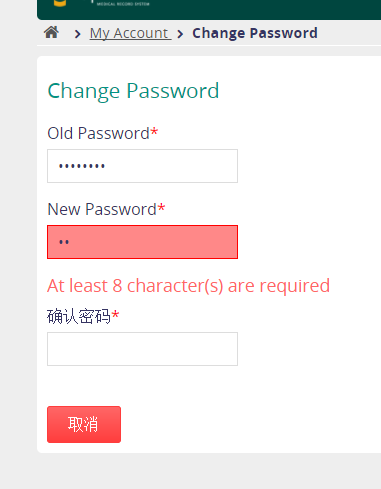 MEDICAL RECORD SYSTEM
My Account > Change Password
Change Password
Old Password*
••••••••
New Password*
••
At least 8 character(s) are required
确认密码*
取消